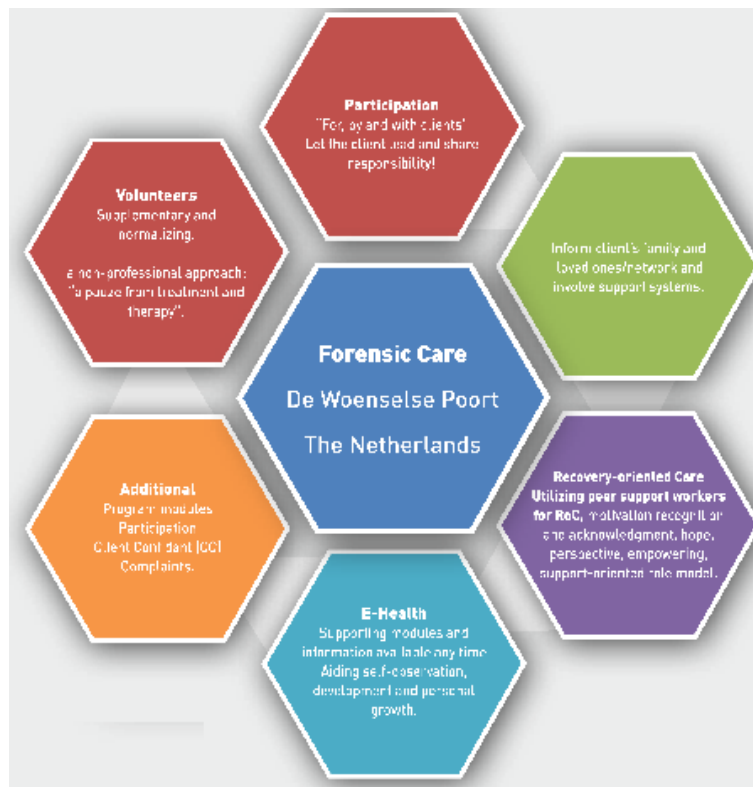 Participation
"For, by and with clients"
Let the client lead and share
responsibility!
Volunteers
Supplementary and
normalizing.
a non-professional approach:
"a pauze from treatment and
therapy".
Inform client's family and
loved ones/network and
involve support systems.
Forensic Care
De Woenselse Poort
The Netherlands
Recovery-oriented Care
Utilizing peer support workers
for RoC, motivation recognition
and acknowledgment, hope,
perspective, empowering,
support-oriented role model.
Additional
Program modules
Participation
Client Confidant (CC)
Complaints.
E-Health
Supporting modules and
information available any time
Aiding self-observation,
development and personal
growth.